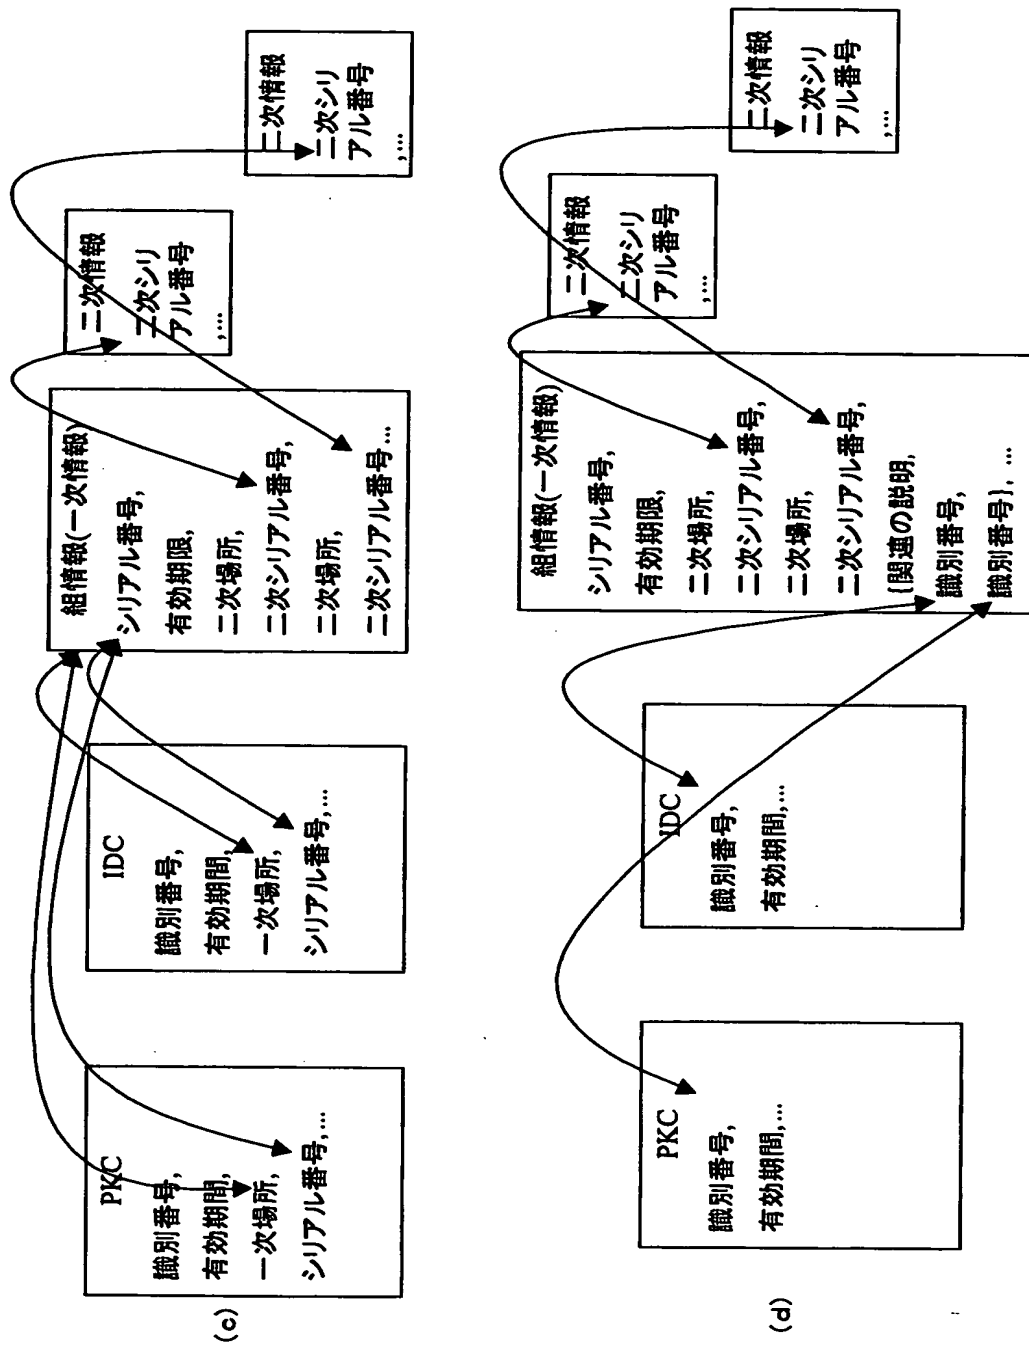 (c)
PKC
識別番号,
有効期間,
一次場所,
シリアル番号,...
IDC
識別番号,
有効期間,
一次場所,
シリアル番号,...
組情報(一次情報)
シリアル番号,
有効期限,
二次場所,
二次シリアル番号,
二次場所,
二次シリアル番号...
二次情報
二次シリ
アル番号
,...
二次情報
二次シリ
アル番号
,...
(d)
PKC
識別番号,
有効期間,...
IDC
識別番号,
有効期間,...
組情報(一次情報)
シリアル番号,
有効期限,
二次場所,
二次シリアル番号,
二次場所,
二次シリアル番号,
{関連の説明,
識別番号,
識別番号}, ...
二次情報
二次シリ
アル番号
,...
二次情報
二次シリ
アル番号
,...